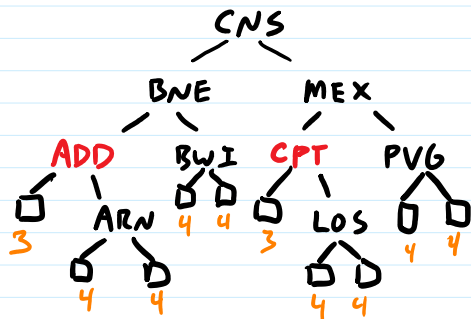 CNS
BNE MEX
ADD BWI CPT PVG
3 ARN 4 4 3 LOS 4 4
4 4 4 4